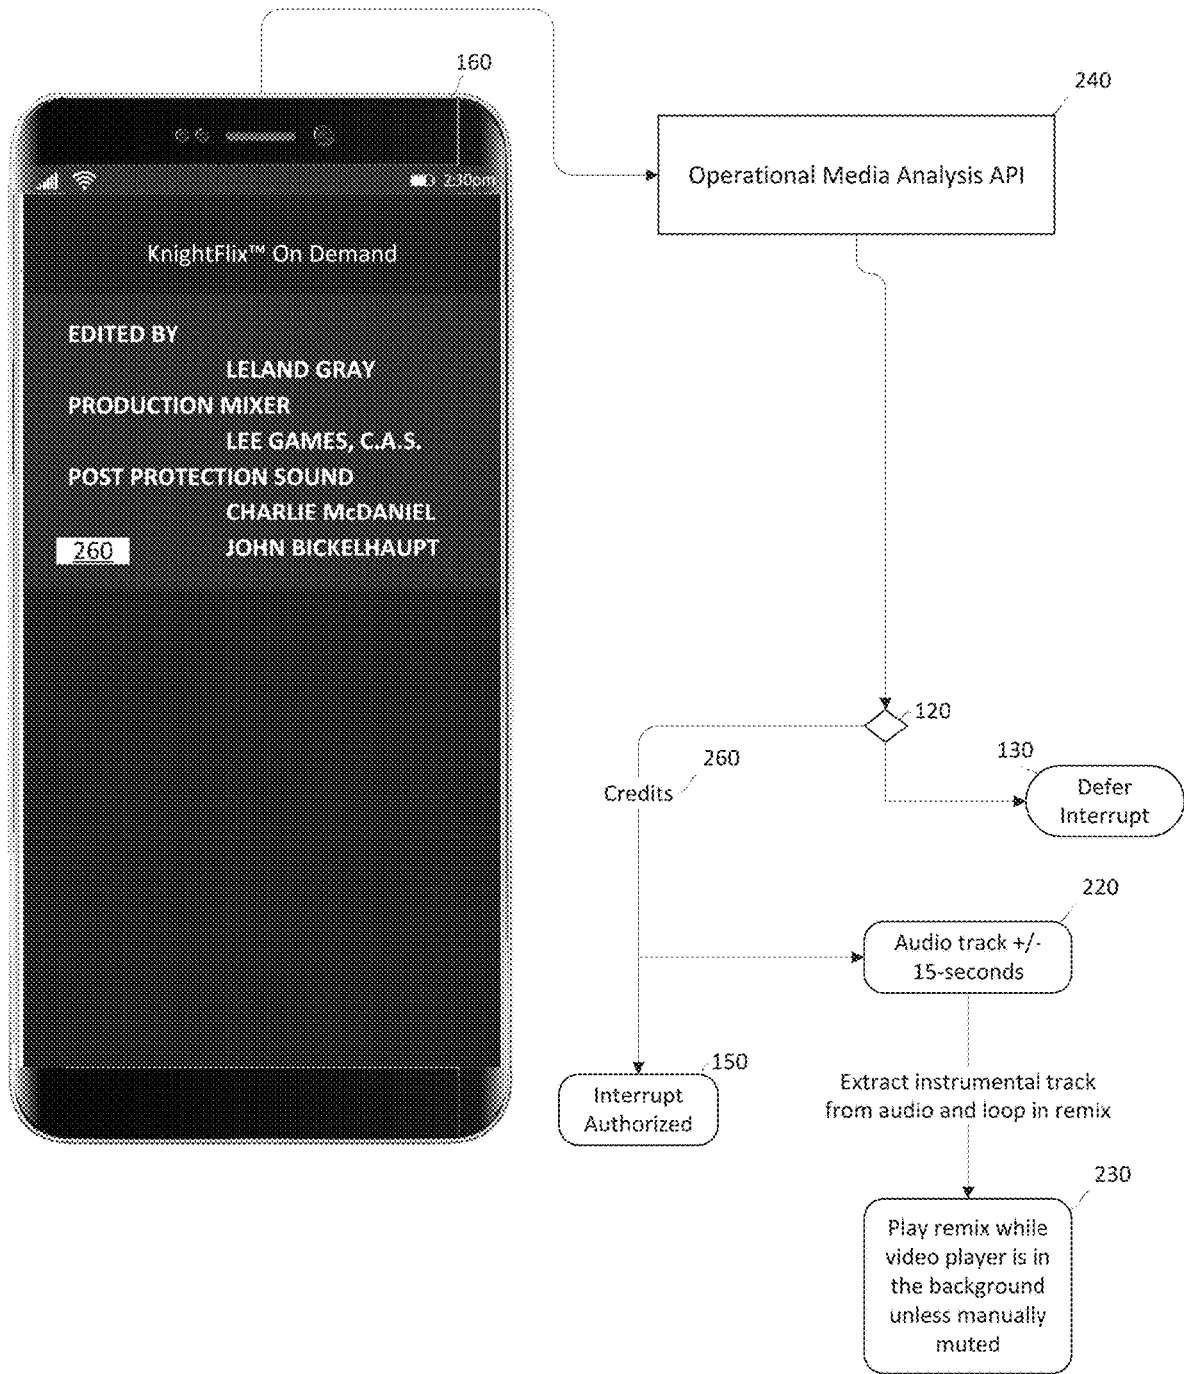 160
240
2:30pm
Operational Media Analysis API
KnightFlix™ On Demand
EDITED BY
LELAND GRAY
PRODUCTION MIXER
LEE GAMES, C.A.S.
POST PROTECTION SOUND
CHARLIE McDANIEL
260
JOHN BICKELHAUPT
120
260
Credits
130
Defer
Interrupt
220
Audio track +/-
15-seconds
150
Interrupt
Authorized
Extract instrumental track
from audio and loop in remix
230
Play remix while
video player is in
the background
unless manually
muted